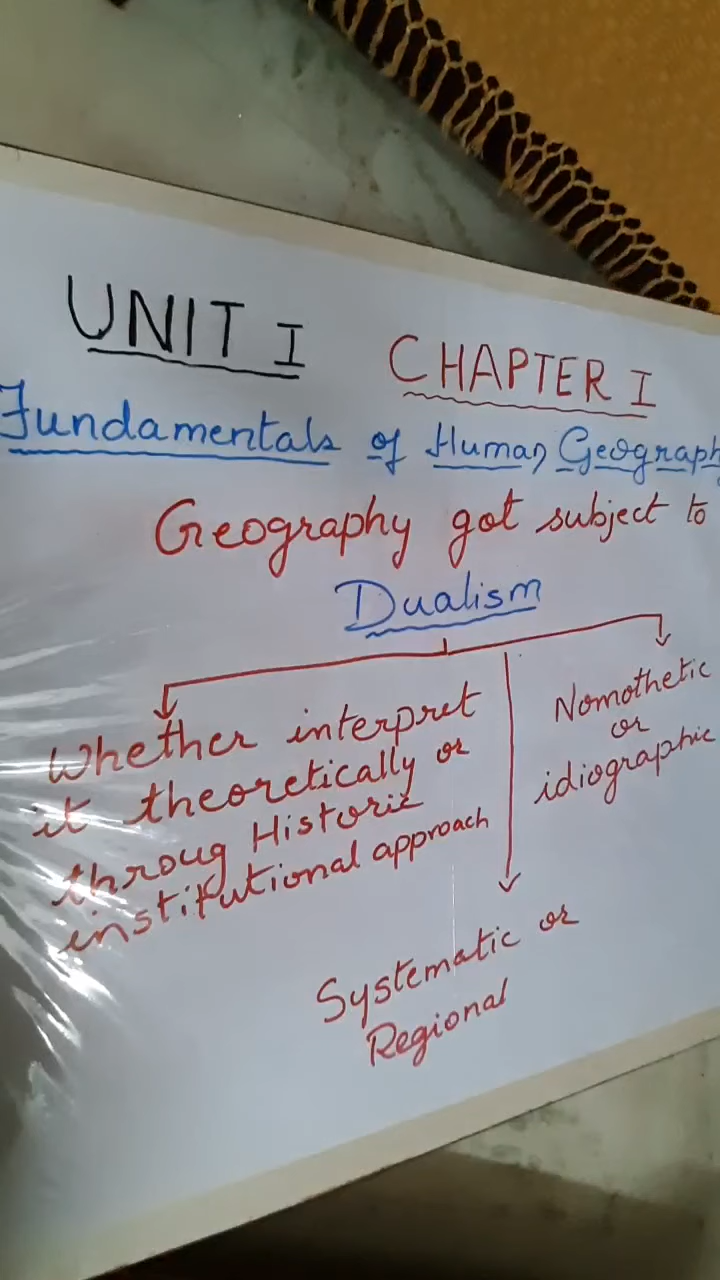 UNIT I CHAPTER I
Fundamentals of Human Geography
Geography got subject to
Dualism
Whether interpret
it theoretically or
throug Historic
institutional approach
Nomothetic
or
idiographic
Systematic or
Regional